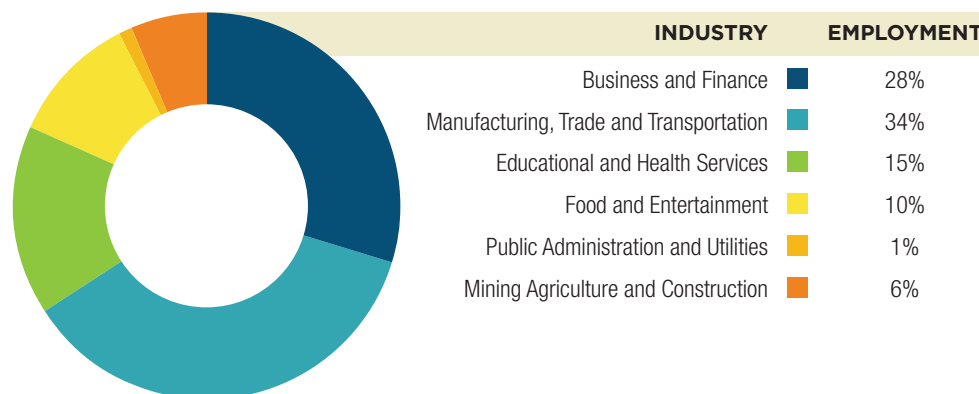 INDUSTRY EMPLOYMENT
Business and Finance 28%
Manufacturing, Trade and Transportation 34%
Educational and Health Services 15%
Food and Entertainment 10%
Public Administration and Utilities 1%
Mining Agriculture and Construction 6%